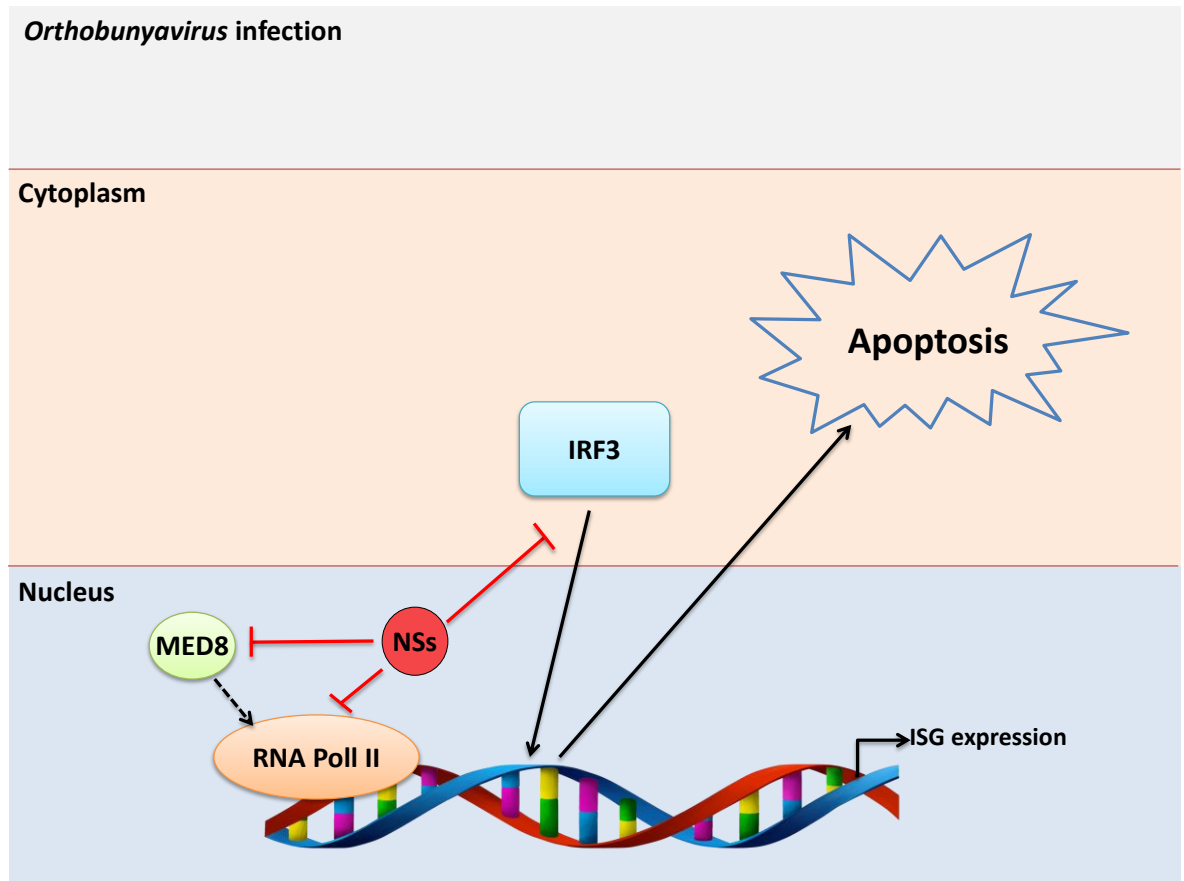 Orthobunyavirus infection
Cytoplasm
Apoptosis
IRF3
Nucleus
MED8
NSs
RNA Poll II
ISG expression